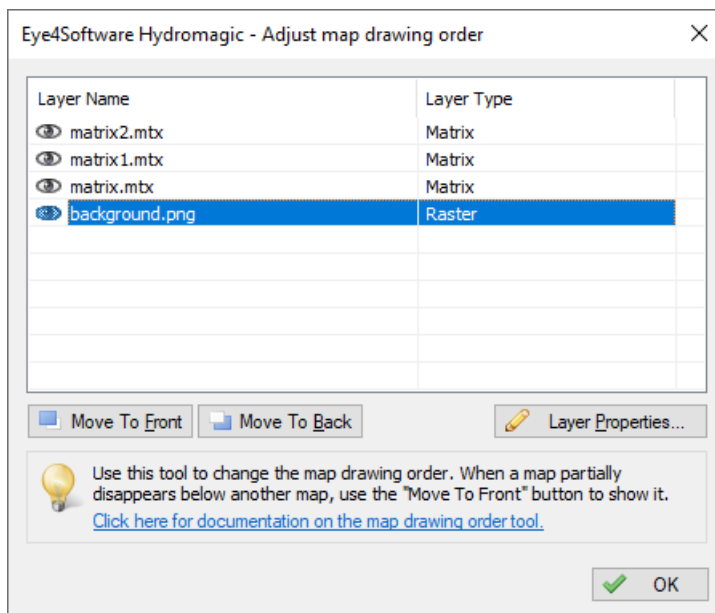 Eye4Software Hydromagic - Adjust map drawing order
Layer Name Layer Type
matrix2.mtx Matrix
matrix1.mtx Matrix
matrix.mtx Matrix
background.png Raster
Move To Front Move To Back Layer Properties...
Use this tool to change the map drawing order. When a map partially
disappears below another map, use the "Move To Front" button to show it.
Click here for documentation on the map drawing order tool.
OK